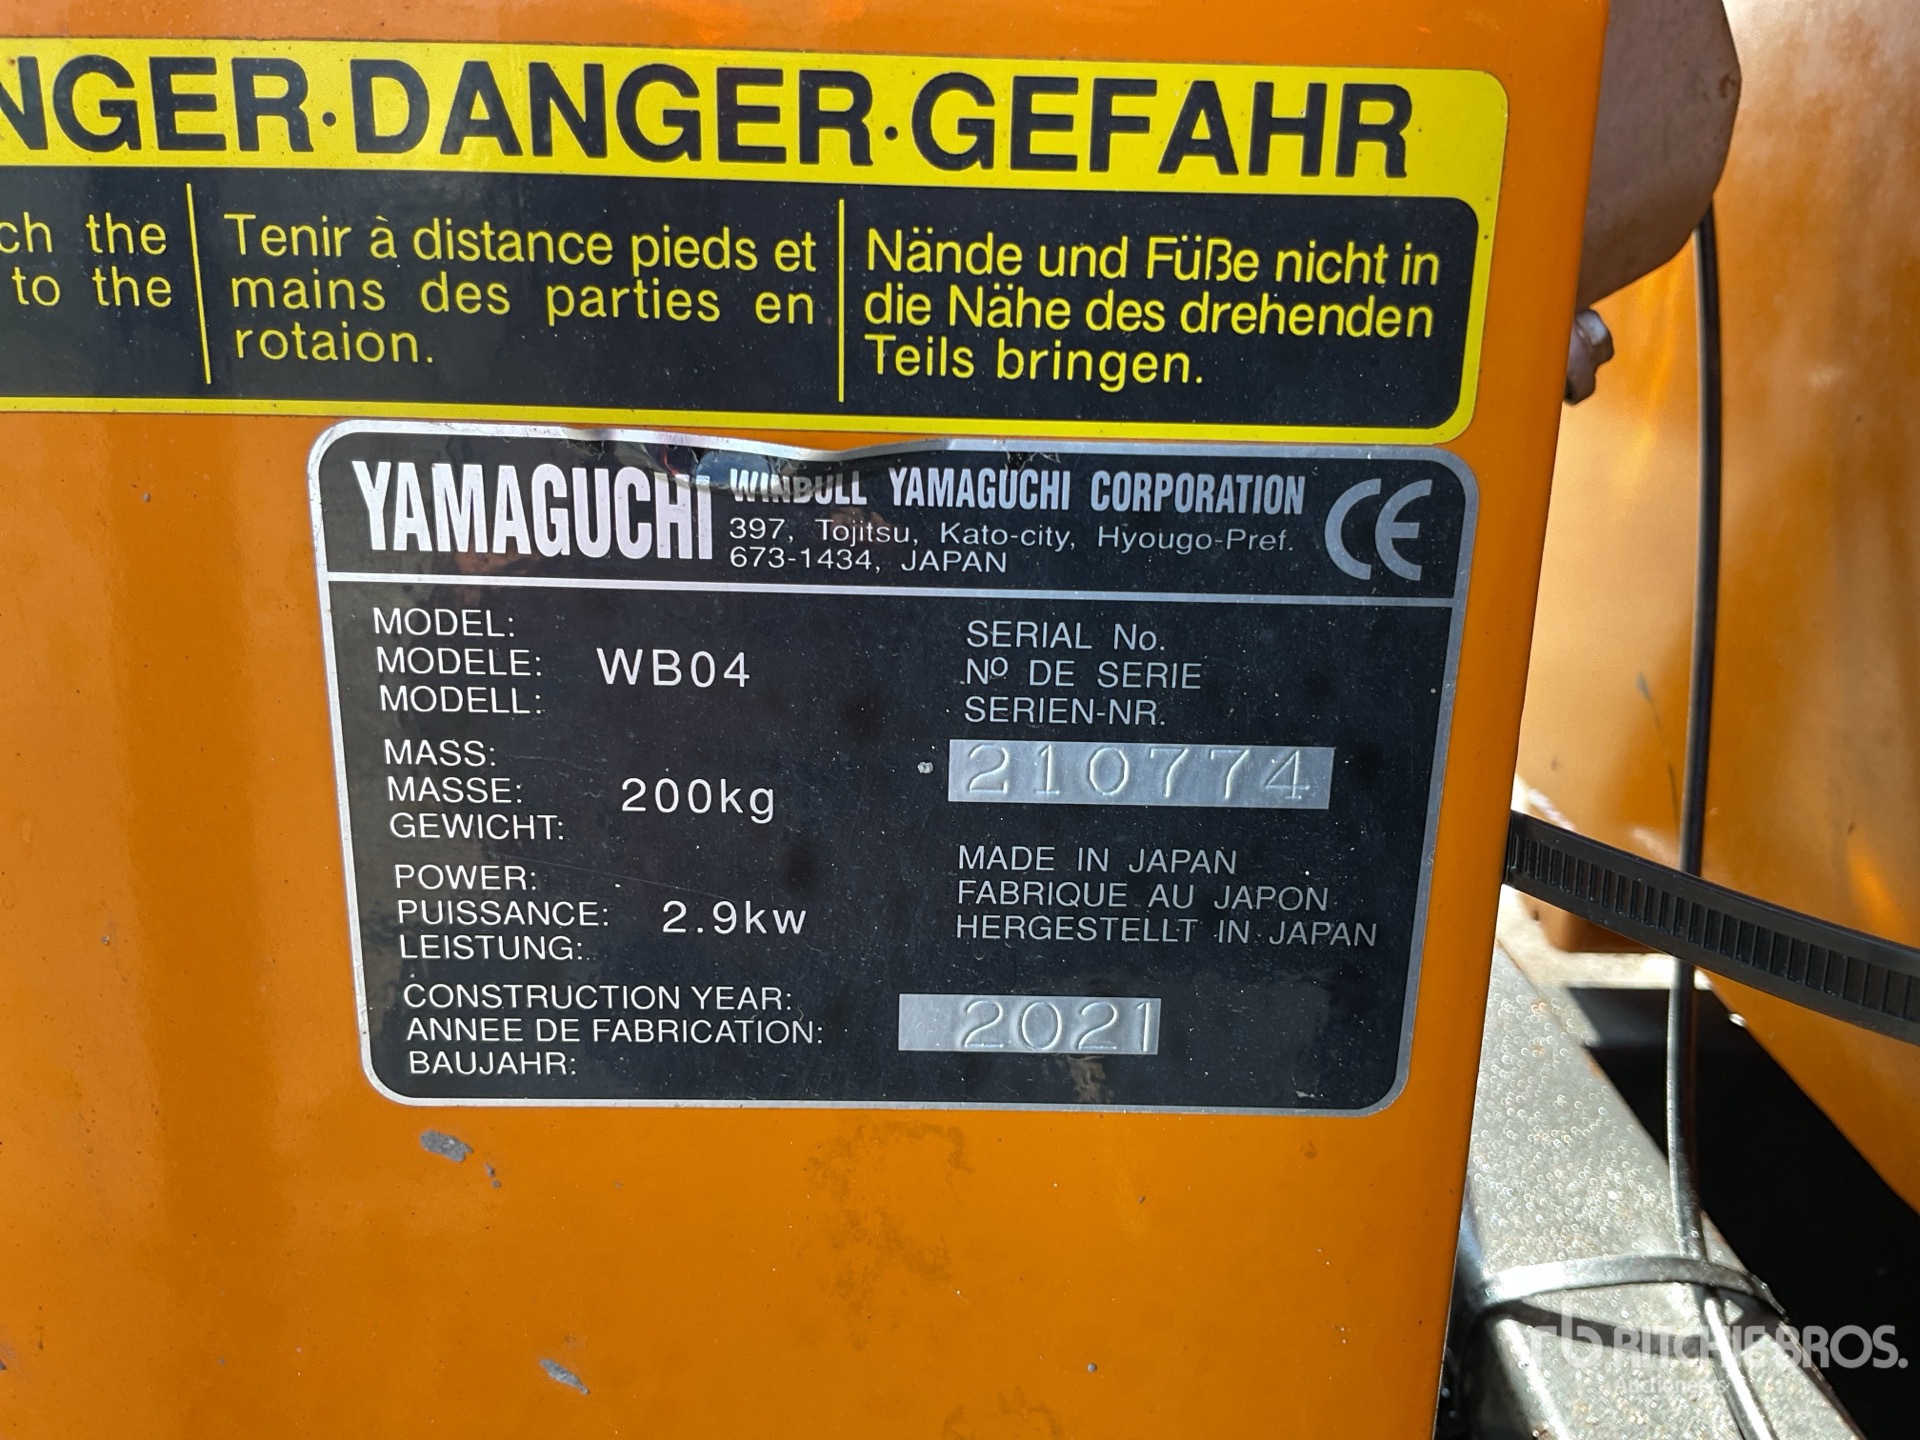 NGER·DANGER·GEFAHR
ch the
to the
Tenir à distance pieds et
mains des parties en
rotaion.
Nände und Füße nicht in
die Nähe des drehenden
Teils bringen.
YAMAGUCHI WINBULL YAMAGUCHI CORPORATION CE
397, Tojitsu, Kato-city, Hyougo-Pref.
673-1434, JAPAN
MODEL:
MODELE: WB04
MODELL:
SERIAL No.
Nº DE SERIE
SERIEN-NR.
210774
MASS:
MASSE: 200kg
GEWICHT:
POWER:
PUISSANCE: 2.9kw
LEISTUNG:
MADE IN JAPAN
FABRIQUE AU JAPON
HERGESTELLT IN JAPAN
CONSTRUCTION YEAR:
ANNEE DE FABRICATION: 2021
BAUJAHR:
rb RITCHIE BROS.
Auctioneers